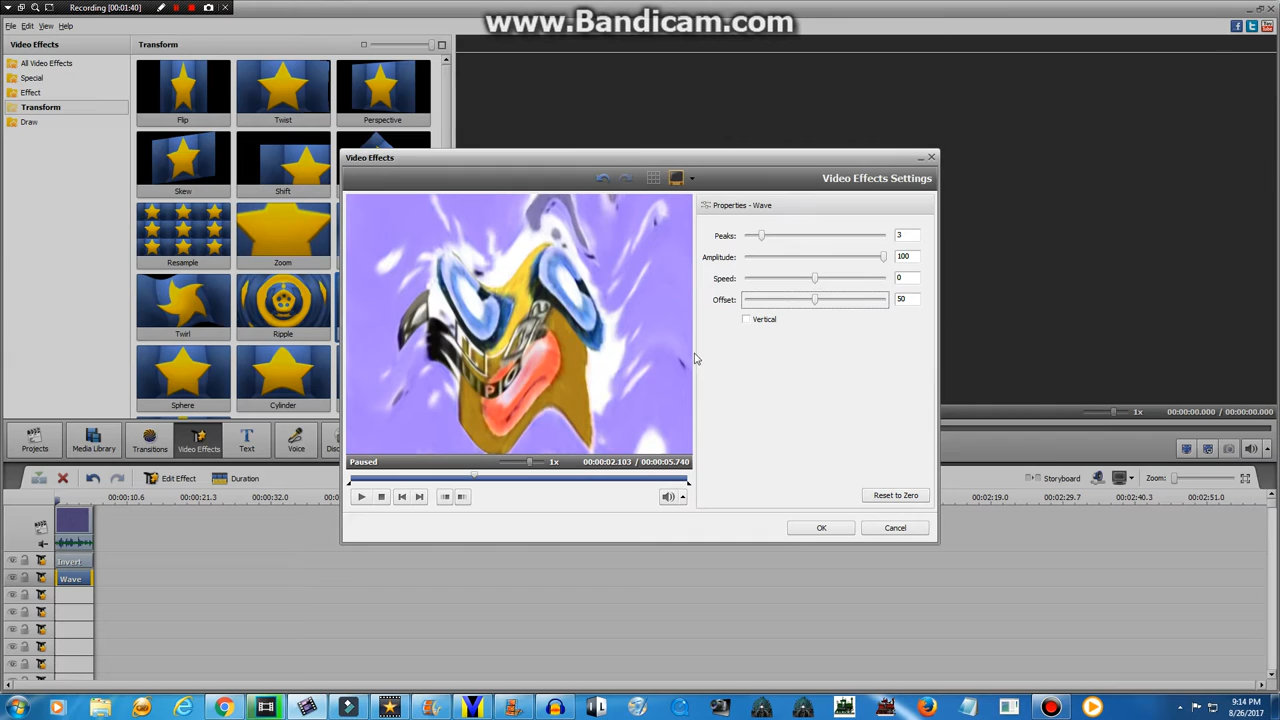 Recording [00:01:40]
www.Bandicam.com
File Edit View Help
Video Effects
Transform
All Video Effects
Special
Effect
Transform
Draw
Flip
Twist
Perspective
Skew
Shift
Resample
Zoom
Twirl
Ripple
Sphere
Cylinder
Video Effects
Video Effects Settings
Properties - Wave
Peaks: 3
Amplitude: 100
Speed: 0
Offset: 50
Vertical
Paused
1x
00:00:02.103 / 00:00:05.740
Reset to Zero
OK
Cancel
1x
00:00:00.000 / 00:00:00.000
Projects
Media Library
Transitions
Video Effects
Text
Voice
Edit Effect
Duration
Storyboard
Zoom:
00:00:10.6
00:00:21.3
00:00:32.0
00:02:19.0
00:02:29.7
00:02:40.3
00:02:51.0
Invert
Wave
9:14 PM
8/26/2017